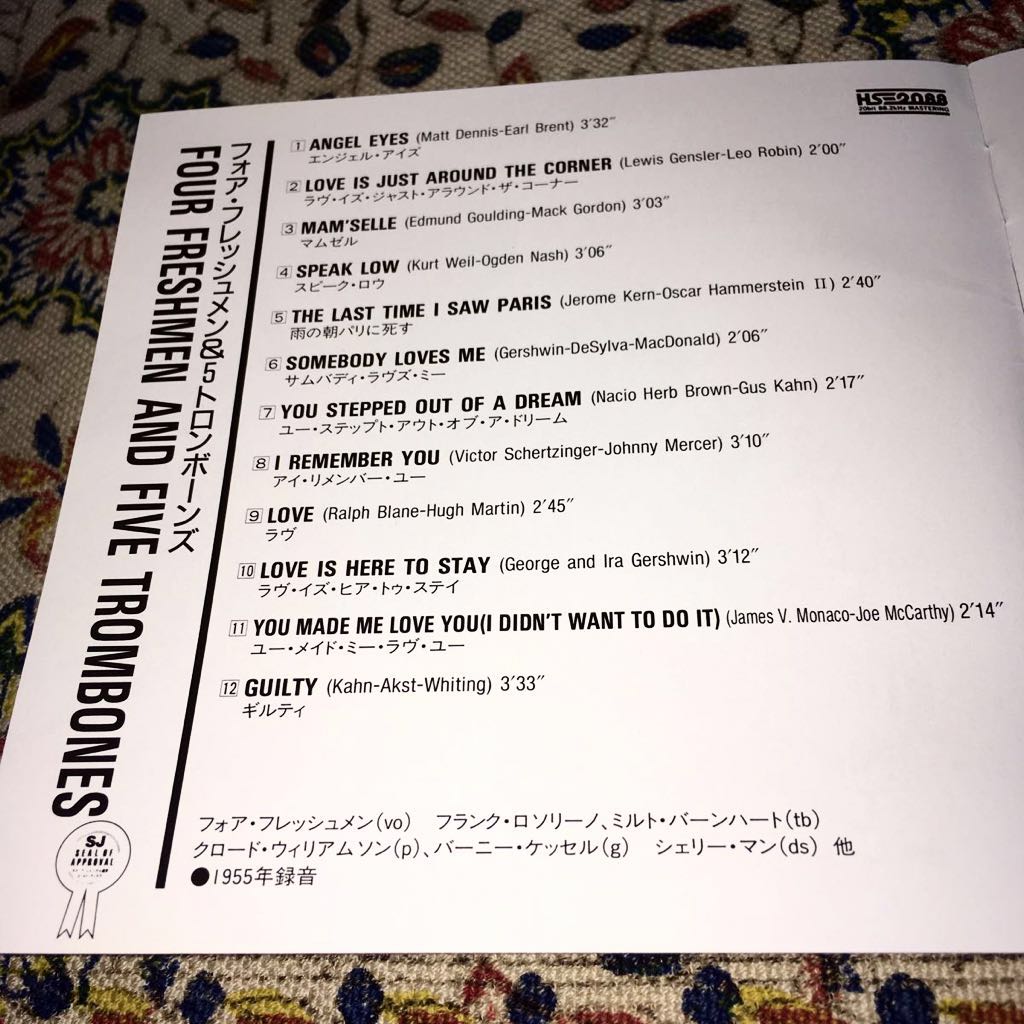 HS-2088
20bit 88.2kHz MASTERING
フォア・フレッシュメン&5トロンボーンズ
FOUR FRESHMEN AND FIVE TROMBONES
1 ANGEL EYES (Matt Dennis-Earl Brent) 3′32″
エンジェル・アイズ
2 LOVE IS JUST AROUND THE CORNER (Lewis Gensler-Leo Robin) 2′00″
ラヴ・イズ・ジャスト・アラウンド・ザ・コーナー
3 MAM'SELLE (Edmund Goulding-Mack Gordon) 3′03″
マムゼル
4 SPEAK LOW (Kurt Weil-Ogden Nash) 3′06″
スピーク・ロウ
5 THE LAST TIME I SAW PARIS (Jerome Kern-Oscar Hammerstein II) 2′40″
雨の朝パリに死す
6 SOMEBODY LOVES ME (Gershwin-DeSylva-MacDonald) 2′06″
サムバディ・ラヴズ・ミー
7 YOU STEPPED OUT OF A DREAM (Nacio Herb Brown-Gus Kahn) 2′17″
ユー・ステップト・アウト・オブ・ア・ドリーム
8 I REMEMBER YOU (Victor Schertzinger-Johnny Mercer) 3′10″
アイ・リメンバー・ユー
9 LOVE (Ralph Blane-Hugh Martin) 2′45″
ラヴ
10 LOVE IS HERE TO STAY (George and Ira Gershwin) 3′12″
ラヴ・イズ・ヒア・トゥ・ステイ
11 YOU MADE ME LOVE YOU(I DIDN'T WANT TO DO IT) (James V. Monaco-Joe McCarthy) 2′14″
ユー・メイド・ミー・ラヴ・ユー
12 GUILTY (Kahn-Akst-Whiting) 3′33″
ギルティ
フォア・フレッシュメン(vo) フランク・ロソリーノ、ミルト・バーンハート(tb)
クロード・ウィリアムソン(p)、バーニー・ケッセル(g) シェリー・マン(ds) 他
●1955年録音
SJ
SEAL OF
APPROVAL